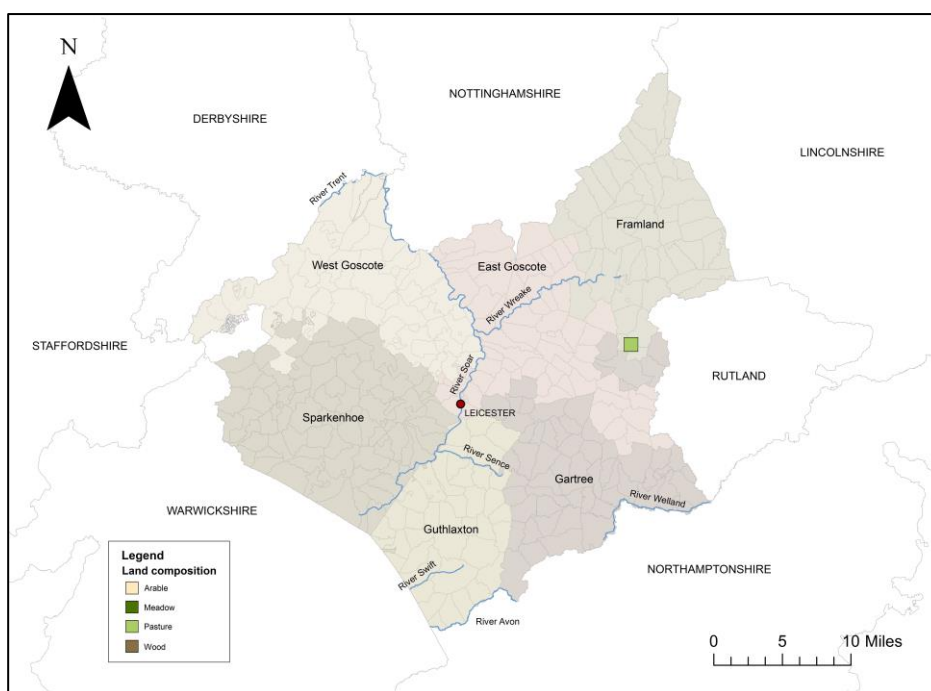 N
NOTTINGHAMSHIRE
DERBYSHIRE
LINCOLNSHIRE
River Trent
Framland
West Goscote
East Goscote
River Wreake
STAFFORDSHIRE
RUTLAND
River Soar
Sparkenhoe
LEICESTER
River Sence
Gartree
River Welland
WARWICKSHIRE
Guthlaxton
NORTHAMPTONSHIRE
River Swift
River Avon
Legend
Land composition
Arable
Meadow
Pasture
Wood
0 5 10 Miles